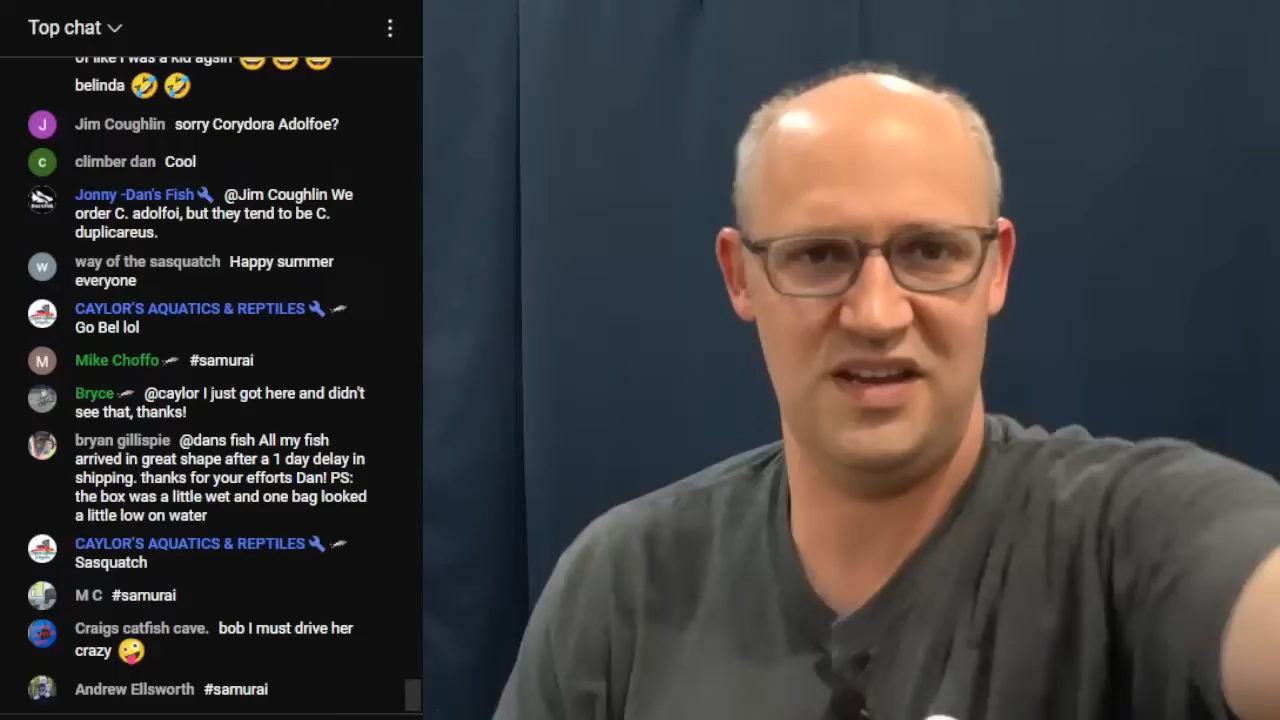 Top chat
of like I was a kid agsin
belinda
J Jim Coughlin sorry Corydora Adolfoe?
c climber dan Cool
Jonny -Dan's Fish @Jim Coughlin We
order C. adolfoi, but they tend to be C.
duplicareus.
w way of the sasquatch Happy summer
everyone
CAYLOR'S AQUATICS & REPTILES
Go Bel lol
M Mike Choffo #samurai
Bryce @caylor I just got here and didn't
see that, thanks!
bryan gillispie @dans fish All my fish
arrived in great shape after a 1 day delay in
shipping. thanks for your efforts Dan! PS:
the box was a little wet and one bag looked
a little low on water
CAYLOR'S AQUATICS & REPTILES
Sasquatch
M C #samurai
Craigs catfish cave. bob I must drive her
crazy
Andrew Ellsworth #samurai